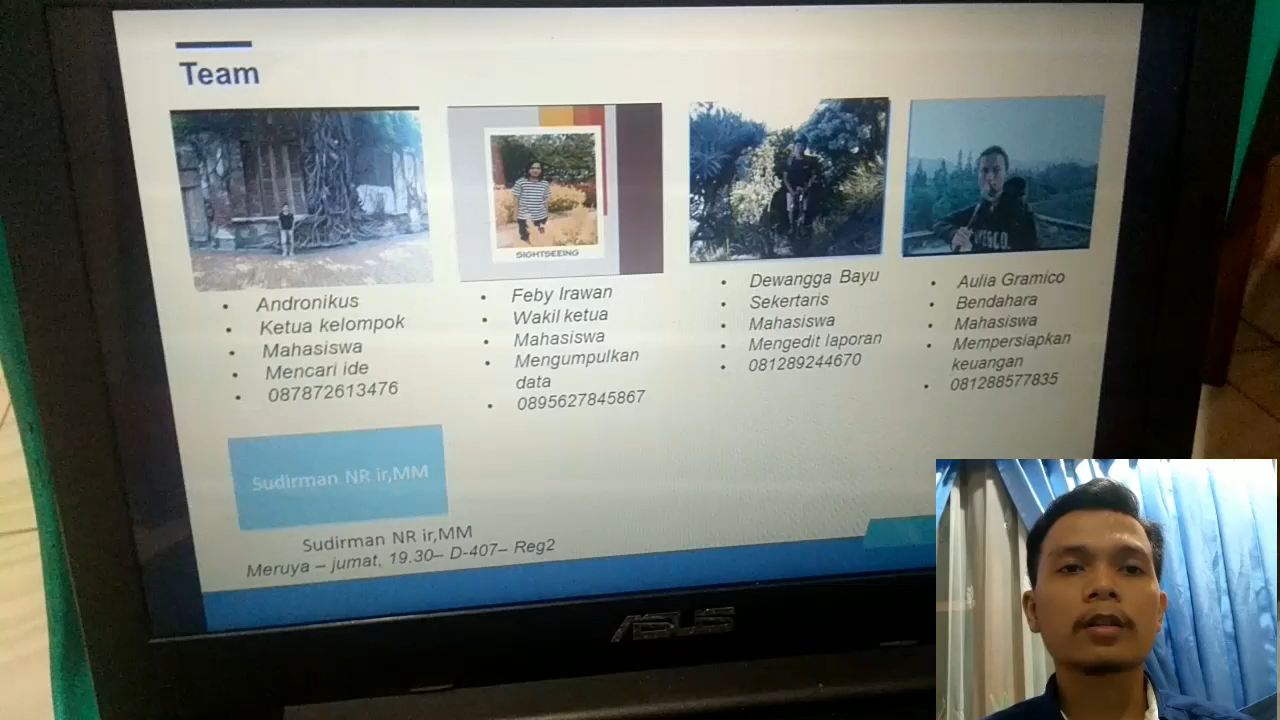 Team
SIGHTSEEING
VESCO.
• Andronikus
• Ketua kelompok
• Mahasiswa
• Mencari ide
• 087872613476
• Feby Irawan
• Wakil ketua
• Mahasiswa
• Mengumpulkan
data
• 0895627845867
• Dewangga Bayu
• Sekertaris
• Mahasiswa
• Mengedit laporan
• 081289244670
• Aulia Gramico
• Bendahara
• Mahasiswa
• Mempersiapkan
keuangan
• 081288577835
Sudirman NR ir,MM
Sudirman NR ir,MM
Meruya – jumat, 19.30– D-407– Reg2
ASUS